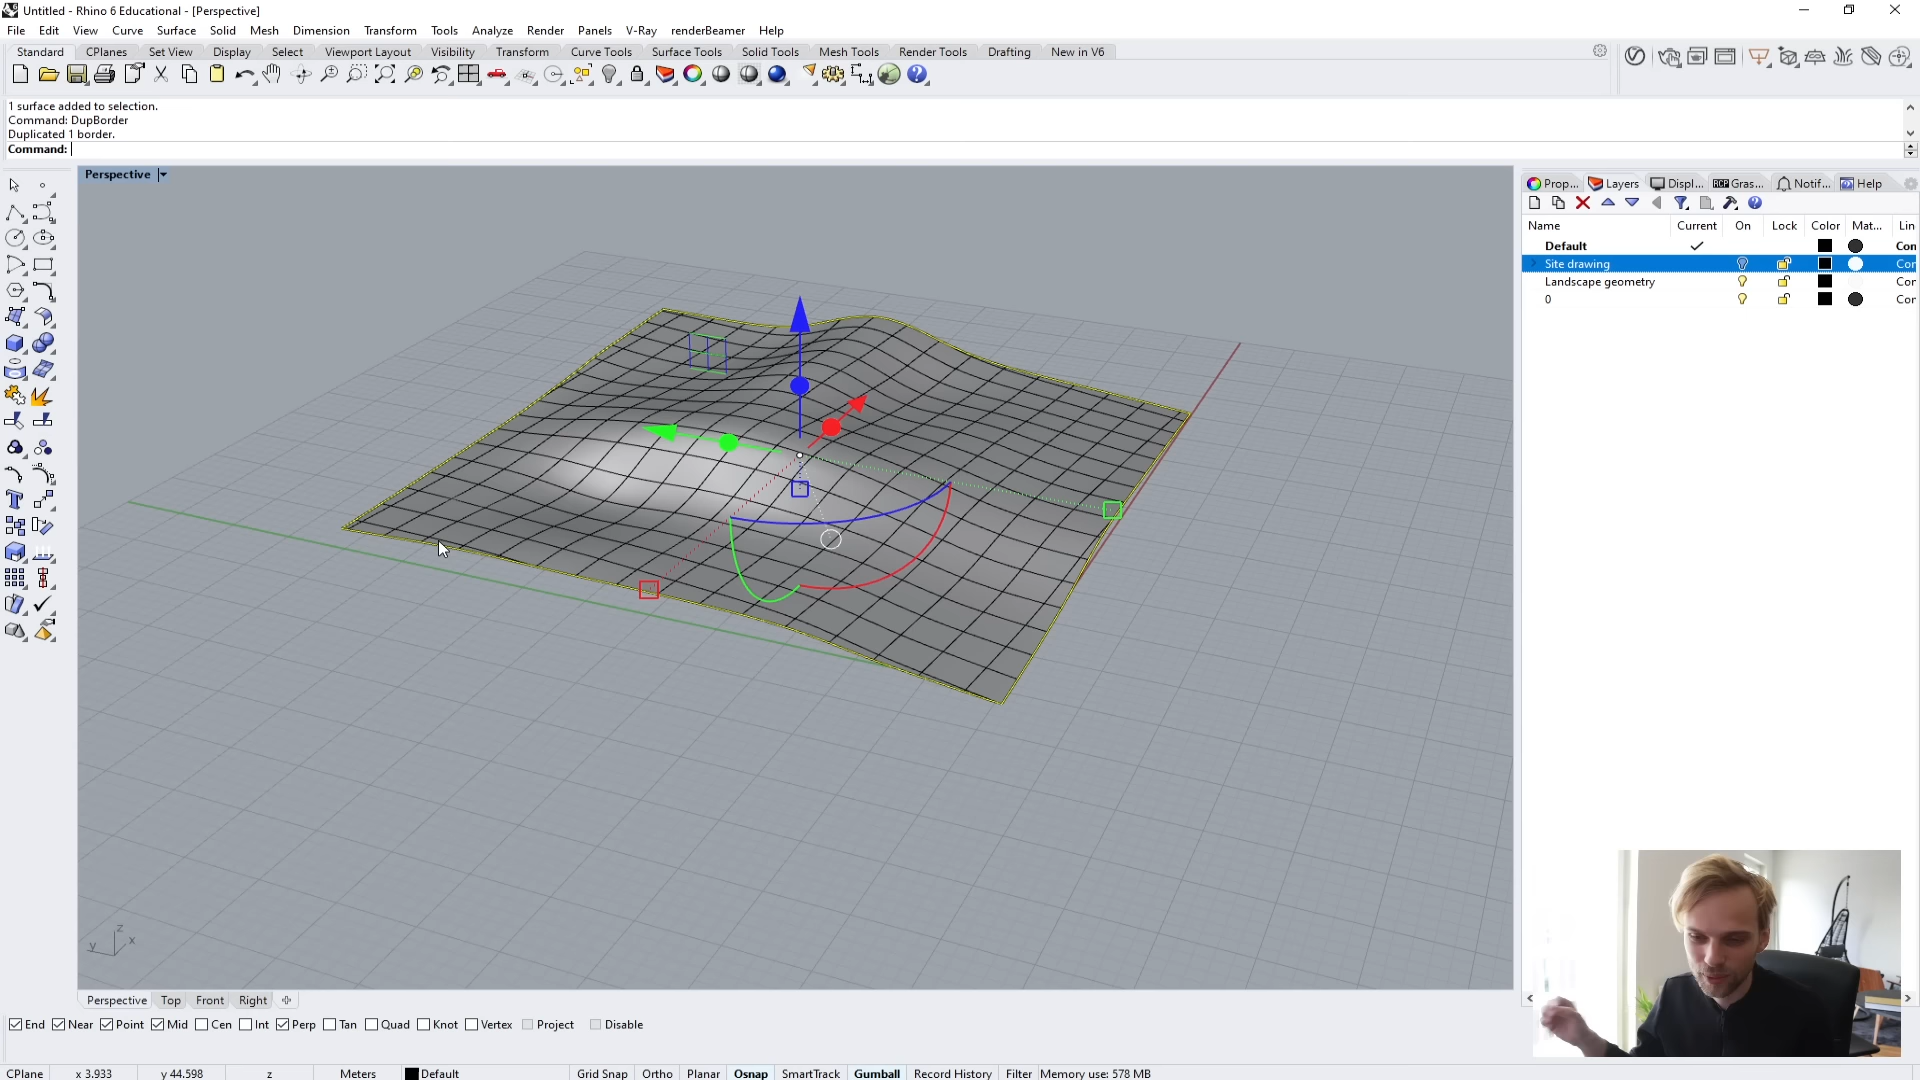 Untitled - Rhino 6 Educational - [Perspective]
File Edit View Curve Surface Solid Mesh Dimension Transform Tools Analyze Render Panels V-Ray renderBeamer Help
Standard CPlanes Set View Display Select Viewport Layout Visibility Transform Curve Tools Surface Tools Solid Tools Mesh Tools Render Tools Drafting New in V6
1 surface added to selection.
Command: DupBorder
Duplicated 1 border.
Command:
Perspective
Prop... Layers Displ... Gras... Notif... Help
Name Current On Lock Color Mat... Lin
Default Con
Site drawing Cor
Landscape geometry Cor
0 Cor
z
y x
Perspective Top Front Right
End Near Point Mid Cen Int Perp Tan Quad Knot Vertex Project Disable
CPlane x 3.933 y 44.598 z Meters Default Grid Snap Ortho Planar Osnap SmartTrack Gumball Record History Filter Memory use: 578 MB